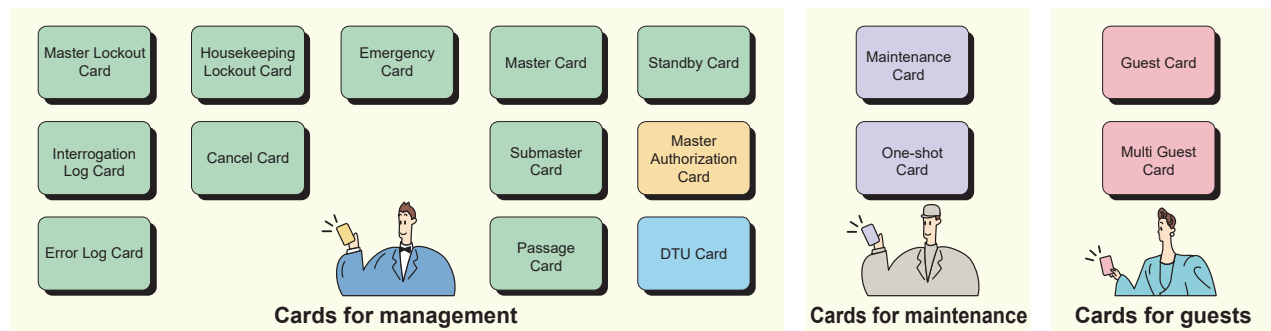 Master Lockout
Card
Housekeeping
Lockout Card
Emergency
Card
Master Card
Standby Card
Interrogation
Log Card
Cancel Card
Submaster
Card
Master
Authorization
Card
Error Log Card
Passage
Card
DTU Card
Cards for management
Maintenance
Card
One-shot
Card
Cards for maintenance
Guest Card
Multi Guest
Card
Cards for guests